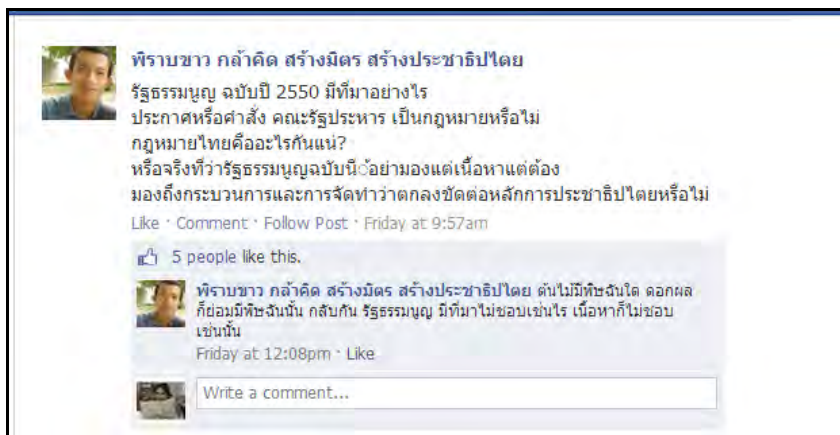 พิราบขาว กล้าคิด สร้างมิตร สร้างประชาธิปไตย
รัฐธรรมนูญ ฉบับปี 2550 มีที่มาอย่างไร
ประกาศหรือคำสั่ง คณะรัฐประหาร เป็นกฎหมายหรือไม่
กฎหมายไทยคืออะไรกันแน่?
หรือจริงที่ว่ารัฐธรรมนูญฉบับนี้อย่ามองแต่เนื้อหาแต่ต้อง
มองถึงกระบวนการและการจัดทำว่าตกลงขัดต่อหลักการประชาธิปไตยหรือไม่
Like · Comment · Follow Post · Friday at 9:57am
5 people like this.
พิราบขาว กล้าคิด สร้างมิตร สร้างประชาธิปไตย ต้นไม้มีพิษฉันใด ดอกผล
ก็ย่อมมีพิษฉันนั้น กลับกัน รัฐธรรมนูญ มีที่มาไม่ชอบเช่นไร เนื้อหาก็ไม่ชอบ
เช่นนั้น
Friday at 12:08pm · Like
Write a comment...